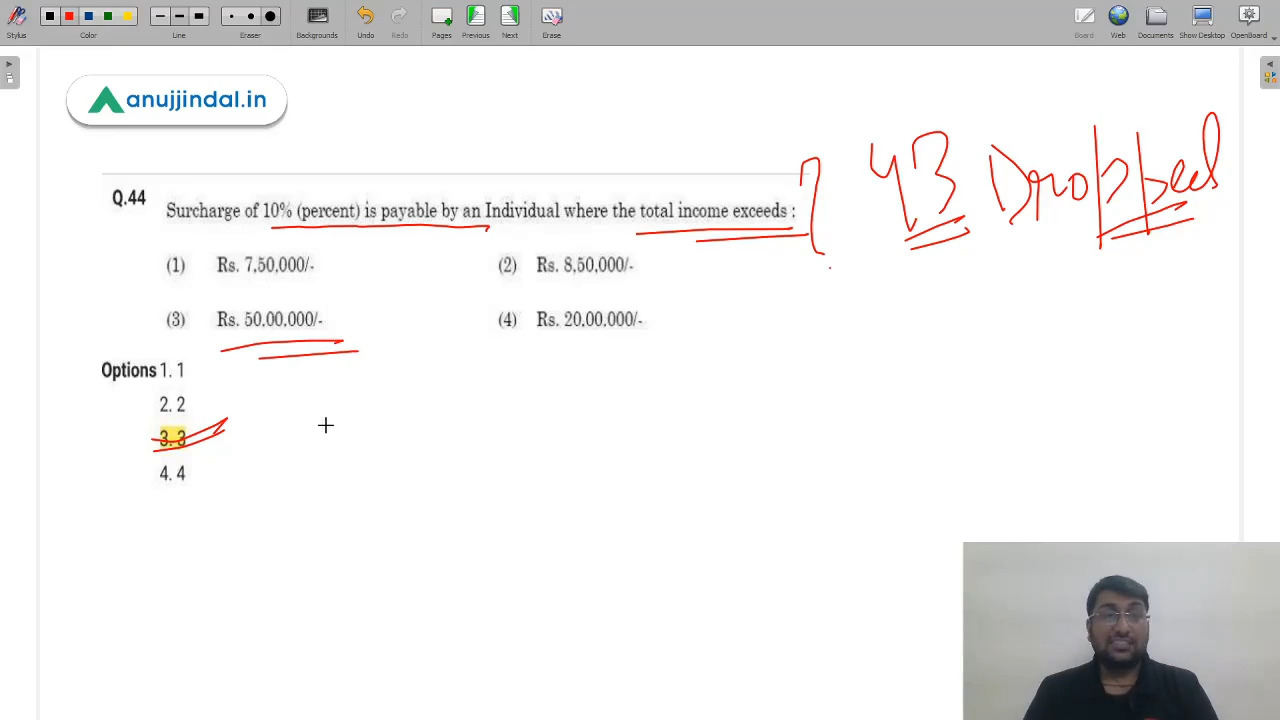 Stylus
Color
Line
Eraser
Backgrounds
Undo
Redo
Pages
Previous
Next
Erase
Board
Web
Documents
Show Desktop
OpenBoard
anujjindal.in
43 Dropped
Q.44
Surcharge of 10% (percent) is payable by an Individual where the total income exceeds :
(1) Rs. 7,50,000/-
(2) Rs. 8,50,000/-
(3) Rs. 50,00,000/-
(4) Rs. 20,00,000/-
Options 1. 1
2. 2
3. 3
4. 4